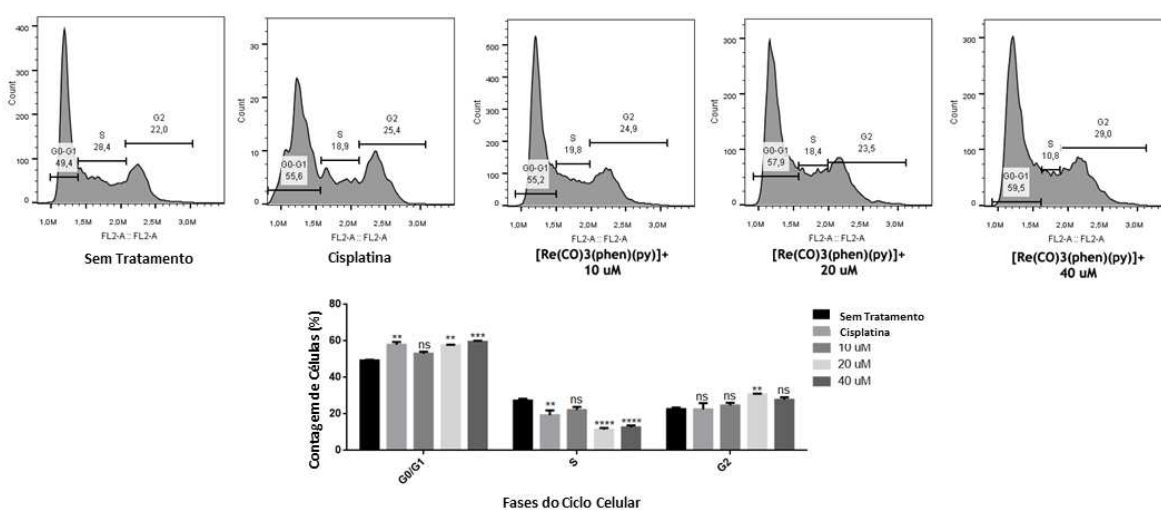 400
300
200
100
0
Count
G0-G1
49,4
S
28,4
G2
22,0
1,0M 1,5M 2,0M 2,5M 3,0M
FL2-A :: FL2-A
Sem Tratamento
30
20
10
0
Count
G0-G1
55,6
S
18,9
G2
25,4
1,0M 1,5M 2,0M 2,5M 3,0M
FL2-A :: FL2-A
Cisplatina
500
400
300
200
100
0
Count
G0-G1
55,2
S
19,8
G2
24,9
1,0M 1,5M 2,0M 2,5M 3,0M
FL2-A :: FL2-A
[Re(CO)3(phen)(py)]+
10 uM
300
200
100
0
Count
G0-G1
57,9
S
18,4
G2
23,5
1,0M 1,5M 2,0M 2,5M 3,0M
FL2-A :: FL2-A
[Re(CO)3(phen)(py)]+
20 uM
300
250
200
150
100
50
0
Count
G0-G1
59,5
S
10,8
G2
29,0
1,0M 1,5M 2,0M 2,5M 3,0M
FL2-A :: FL2-A
[Re(CO)3(phen)(py)]+
40 uM
Contagem de Células (%)
80
60
40
20
0
** ns ** ***
** ns **** ****
ns ns ** ns
G0/G1 S G2
Fases do Ciclo Celular
Sem Tratamento
Cisplatina
10 uM
20 uM
40 uM